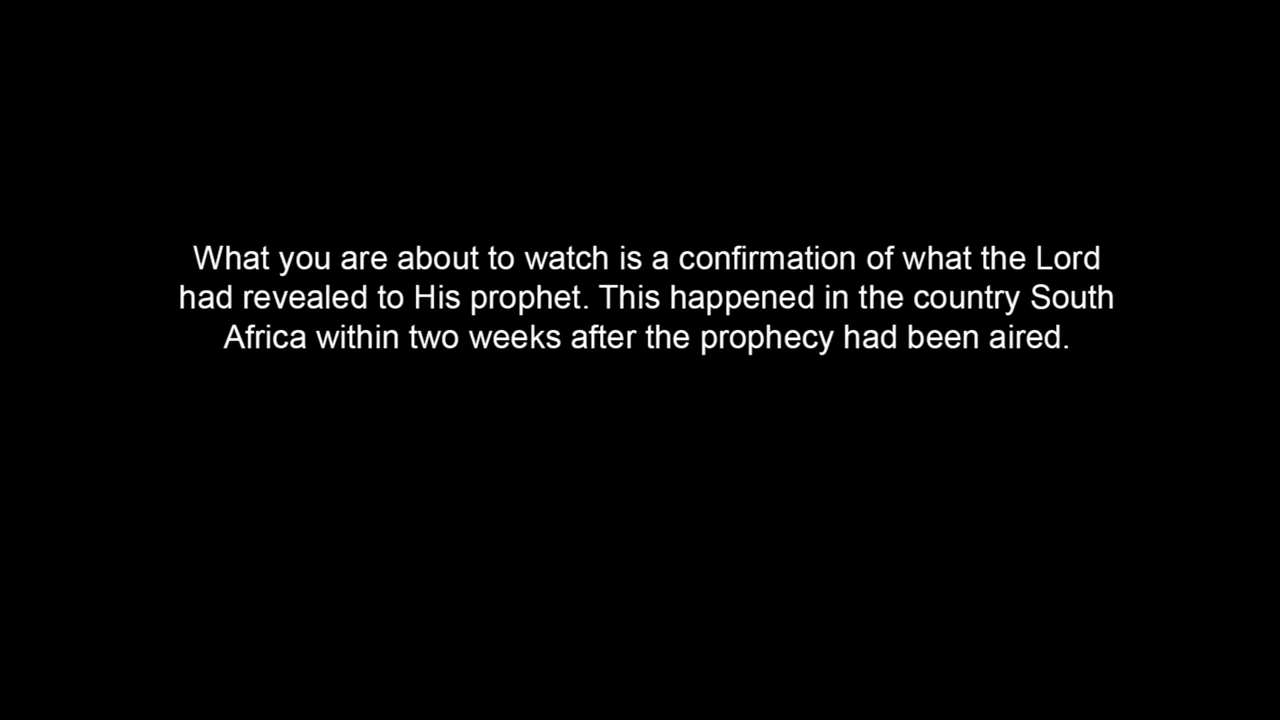 What you are about to watch is a confirmation of what the Lord
had revealed to His prophet. This happened in the country South
Africa within two weeks after the prophecy had been aired.